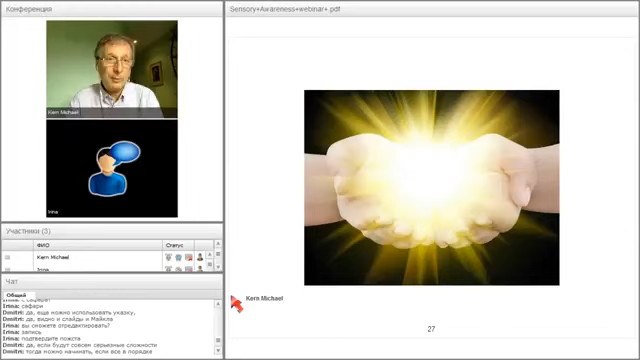 Конференция
Kern Michael
Irina
Участники (3)
ФИО
Статус
Kern Michael
Irina
Чат
Общий
Irina: сафари
Dmitri: да, еще можно использовать указку,
Dmitri: да, видно и слайды и Майкла
Irina: вы сможете отредактировать?
Irina: запись
Irina: подтвердите пожста
Dmitri: да, если будут совсем серьезные сложности
Dmitri: тогда можно начинать, если все в порядке
Sensory+Awareness+webinar+.pdf
Kern Michael
27